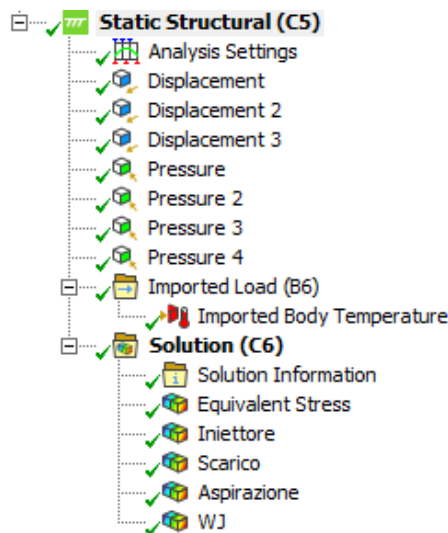 Static Structural (C5)
Analysis Settings
Displacement
Displacement 2
Displacement 3
Pressure
Pressure 2
Pressure 3
Pressure 4
Imported Load (B6)
Imported Body Temperature
Solution (C6)
Solution Information
Equivalent Stress
Iniettore
Scarico
Aspirazione
WJ